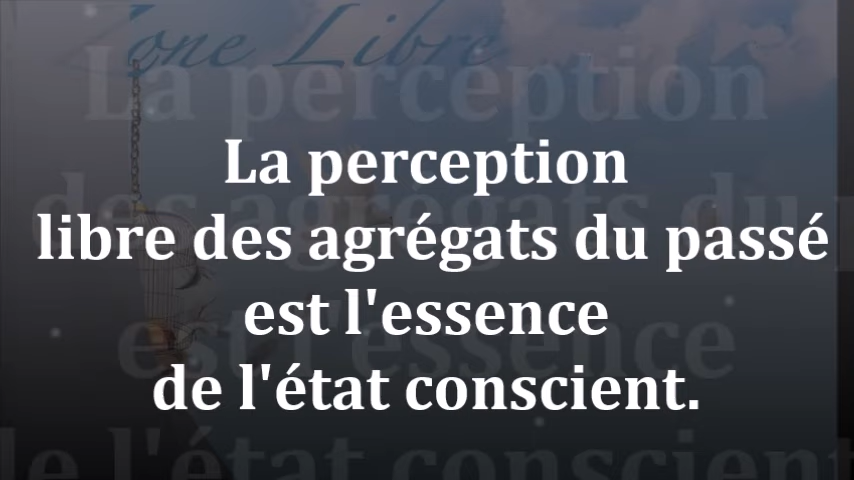 Zone Libre
La perception
libre des agrégats du passé
est l'essence
de l'état conscient.